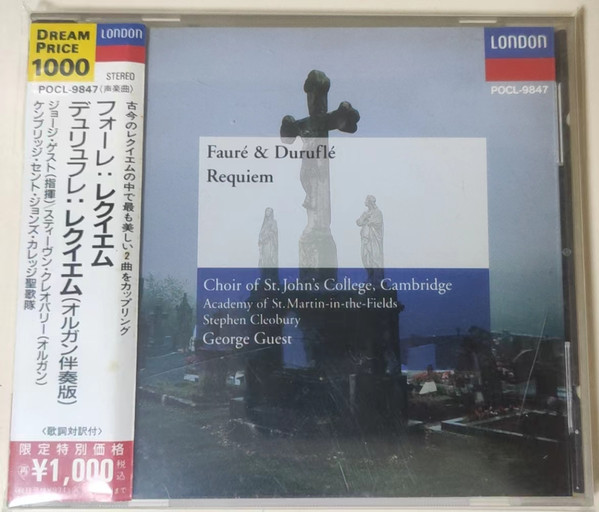 DREAM
PRICE
1000
LONDON
STEREO
POCL-9847〈声楽曲〉
古今のレクイエムの中で最も美しい2曲をカップリング
フォーレ:レクイエム
デュリュフレ:レクイエム(オルガン伴奏版)
ジョージ・ゲスト(指揮)スティーヴン・クレオバリー(オルガン)
ケンブリッジ・セント・ジョンズ・カレッジ聖歌隊
〈歌詞対訳付〉
限定特別価格
¥1,000税込
LONDON
POCL-9847
Fauré & Duruflé
Requiem
Choir of St. John's College, Cambridge
Academy of St. Martin-in-the-Fields
Stephen Cleobury
George Guest